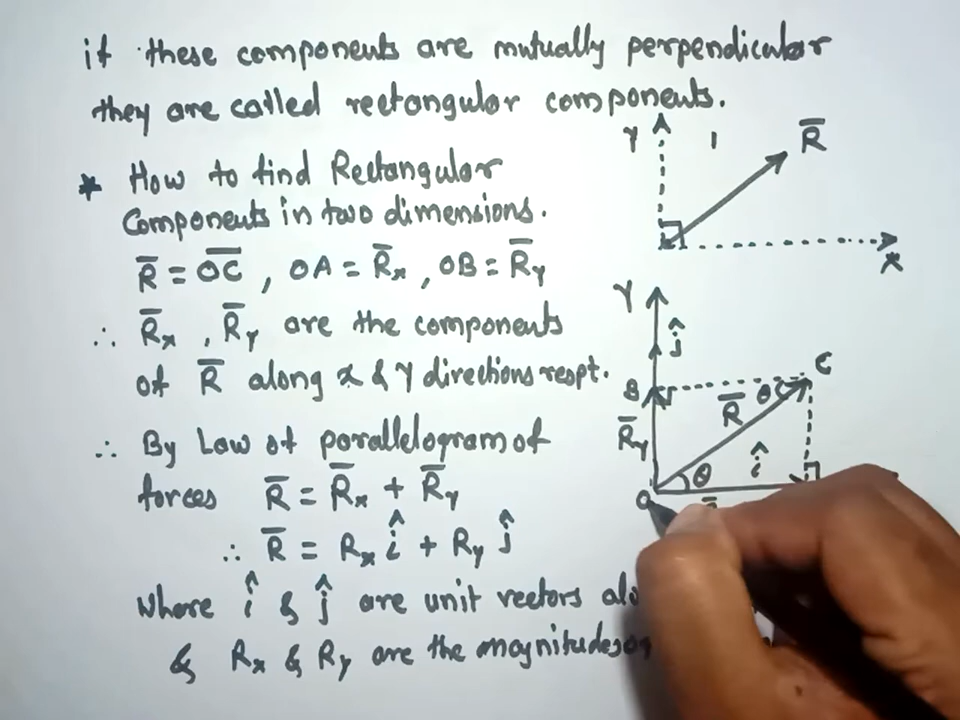 if these components are mutually perpendicular
they are called rectangular components.
* How to find Rectangular
Components in two dimensions.
R̅ = O̅C̅ , OA = R̅x , OB = R̅y
∴ R̅x , R̅y are the components
of R̅ along x & y directions respt.
∴ By Law of parallelogram of
forces R̅ = R̅x + R̅y
∴ R̅ = Rx î + Ry ĵ
where î & ĵ are unit vectors
& Rx & Ry are the magnitudes
Y
R̅
X
Y
ĵ
B
C
R̅
θ
R̅y
θ
î
O